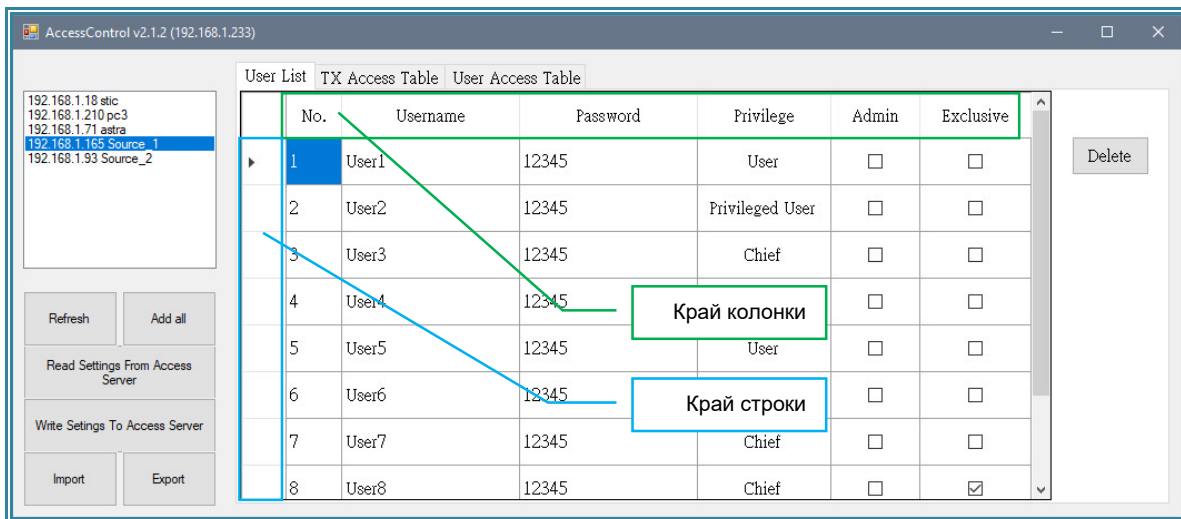 AccessControl v2.1.2 (192.168.1.233)
User List TX Access Table User Access Table
192.168.1.18 stic
192.168.1.210 pc3
192.168.1.71 astra
192.168.1.165 Source_1
192.168.1.93 Source_2
Refresh Add all
Read Settings From Access
Server
Write Setings To Access Server
Import Export
No. Username Password Privilege Admin Exclusive
1 User1 12345 User
2 User2 12345 Privileged User
3 User3 12345 Chief
4 User4 12345
5 User5 12345 User
6 User6 12345
7 User7 12345 Chief
8 User8 12345 Chief
Край колонки
Край строки
Delete